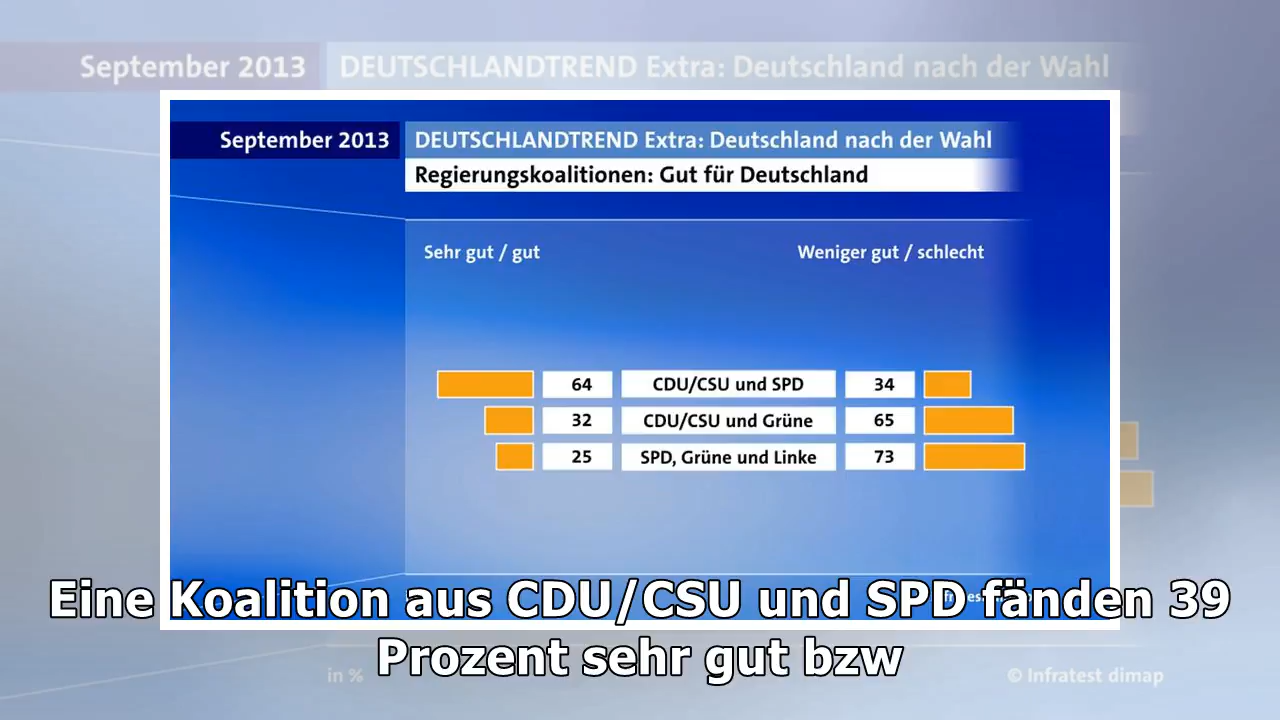 September 2013 DEUTSCHLANDTREND Extra: Deutschland nach der Wahl
September 2013 DEUTSCHLANDTREND Extra: Deutschland nach der Wahl
Regierungskoalitionen: Gut für Deutschland
Sehr gut / gut Weniger gut / schlecht
64 CDU/CSU und SPD 34
32 CDU/CSU und Grüne 65
25 SPD, Grüne und Linke 73
Eine Koalition aus CDU/CSU und SPD fänden 39
Prozent sehr gut bzw
in % © Infratest dimap